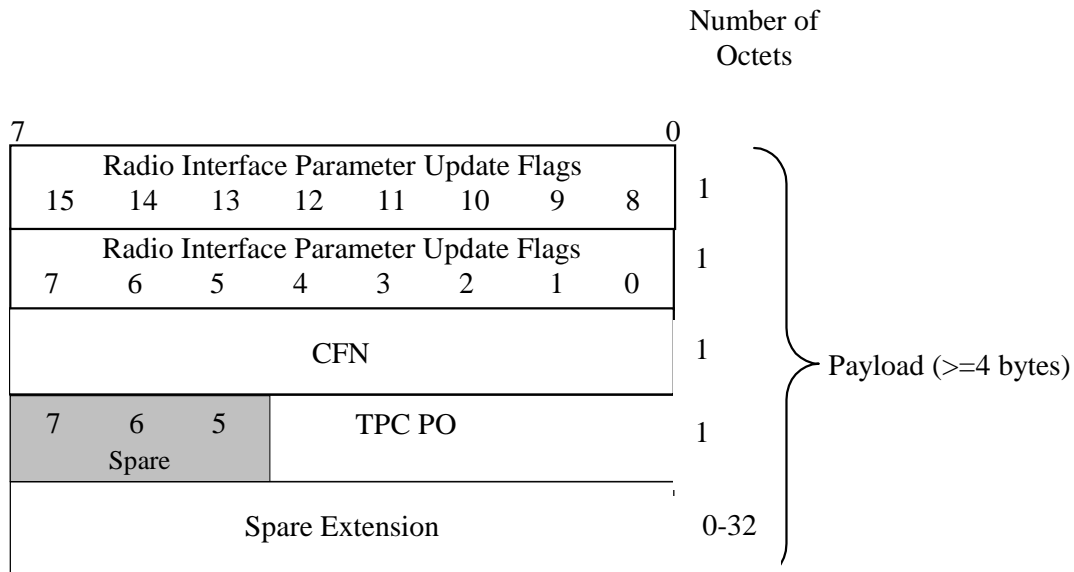 Number of
Octets
7 0
Radio Interface Parameter Update Flags
15 14 13 12 11 10 9 8
1
Radio Interface Parameter Update Flags
7 6 5 4 3 2 1 0
1
CFN
1
Payload (>=4 bytes)
7 6 5
Spare
TPC PO
1
Spare Extension
0-32